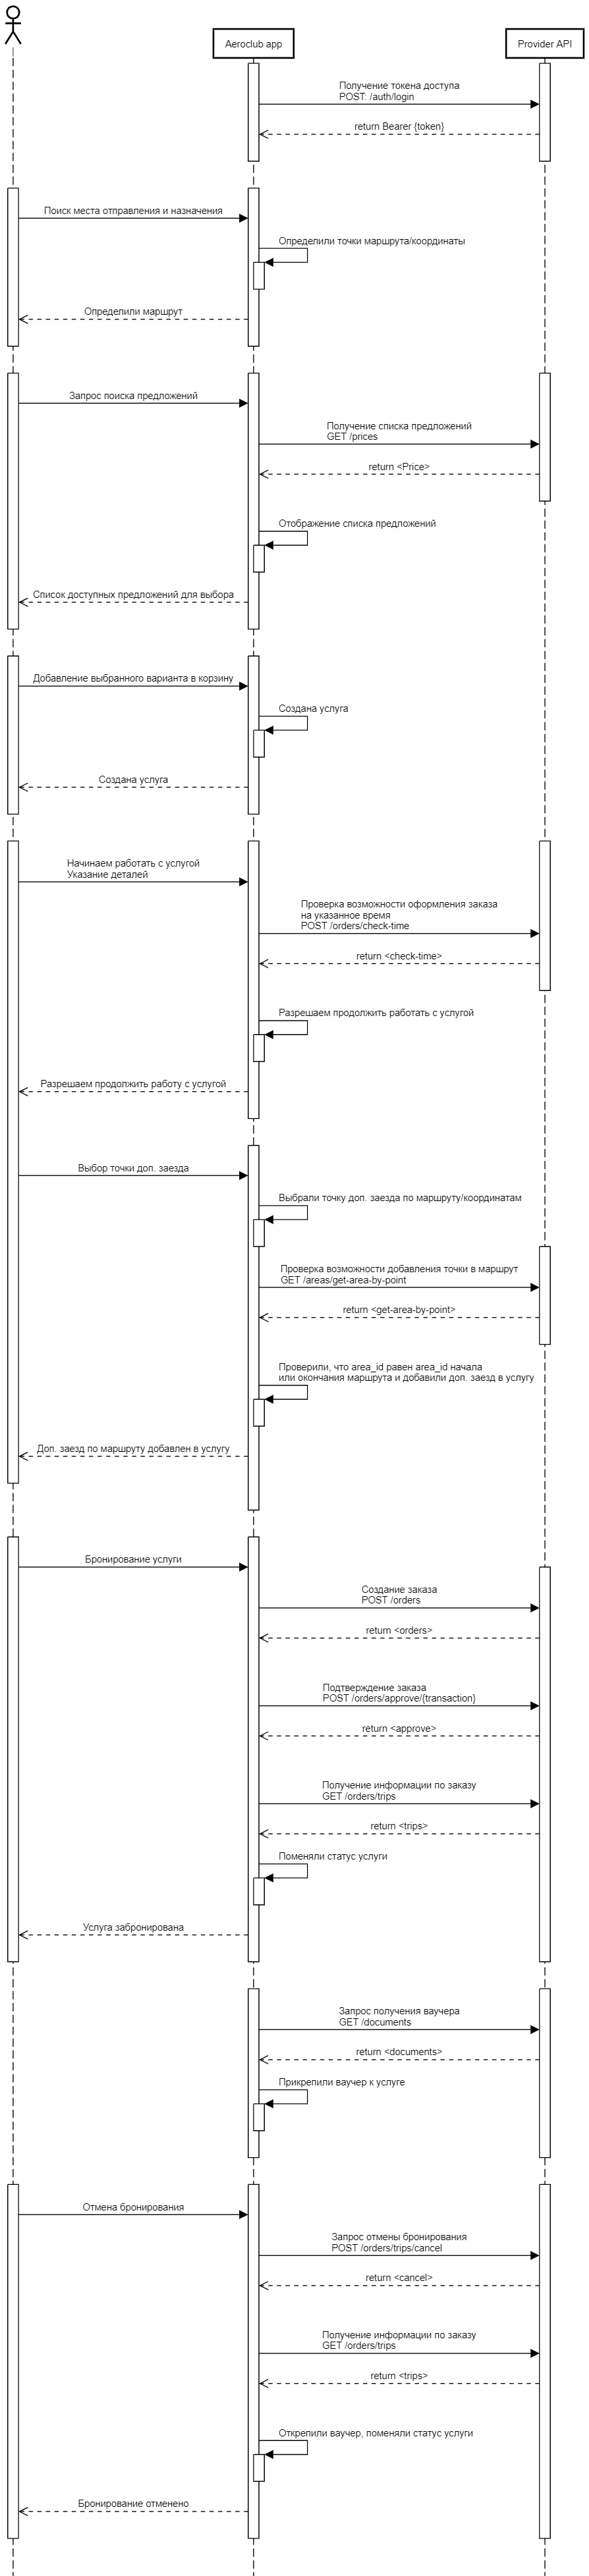 Aeroclub app
Provider API
Получение токена доступа
POST: /auth/login
return Bearer {token}
Поиск места отправления и назначения
Определили точки маршрута/координаты
Определили маршрут
Запрос поиска предложений
Получение списка предложений
GET /prices
return <Price>
Отображение списка предложений
Список доступных предложений для выбора
Добавление выбранного варианта в корзину
Создана услуга
Создана услуга
Начинаем работать с услугой
Указание деталей
Проверка возможности оформления заказа
на указанное время
POST /orders/check-time
return <check-time>
Разрешаем продолжить работать с услугой
Разрешаем продолжить работу с услугой
Выбор точки доп. заезда
Выбрали точку доп. заезда по маршруту/координатам
Проверка возможности добавления точки в маршрут
GET /areas/get-area-by-point
return <get-area-by-point>
Проверили, что area_id равен area_id начала
или окончания маршрута и добавили доп. заезд в услугу
Доп. заезд по маршруту добавлен в услугу
Бронирование услуги
Создание заказа
POST /orders
return <orders>
Подтверждение заказа
POST /orders/approve/{transaction}
return <approve>
Получение информации по заказу
GET /orders/trips
return <trips>
Поменяли статус услуги
Услуга забронирована
Запрос получения ваучера
GET /documents
return <documents>
Прикрепили ваучер к услуге
Отмена бронирования
Запрос отмены бронирования
POST /orders/trips/cancel
return <cancel>
Получение информации по заказу
GET /orders/trips
return <trips>
Открепили ваучер, поменяли статус услуги
Бронирование отменено